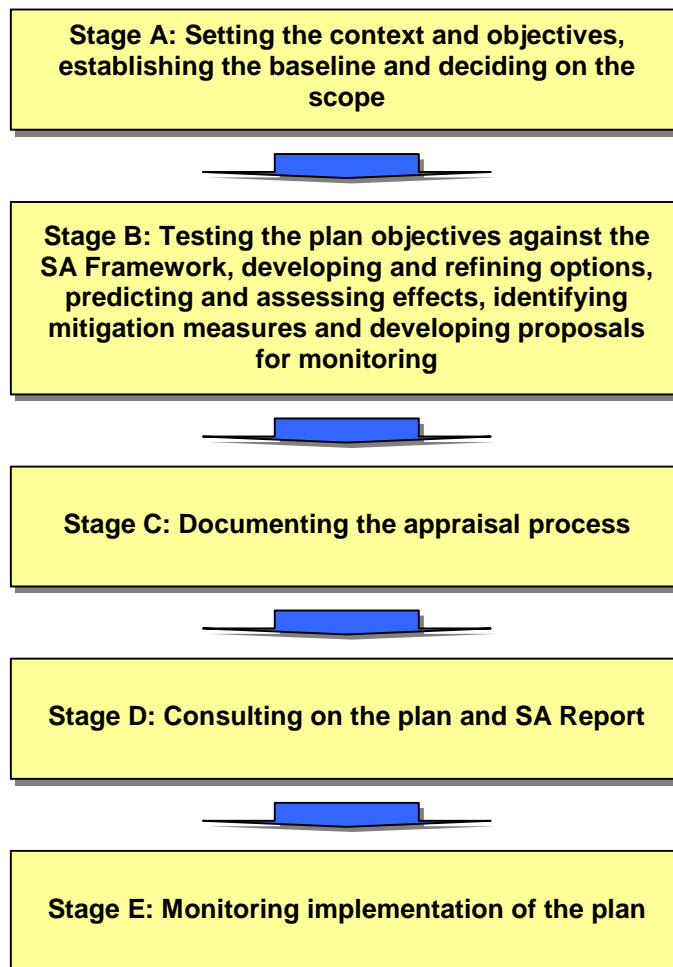 Stage A: Setting the context and objectives,
establishing the baseline and deciding on the
scope
Stage B: Testing the plan objectives against the
SA Framework, developing and refining options,
predicting and assessing effects, identifying
mitigation measures and developing proposals
for monitoring
Stage C: Documenting the appraisal process
Stage D: Consulting on the plan and SA Report
Stage E: Monitoring implementation of the plan